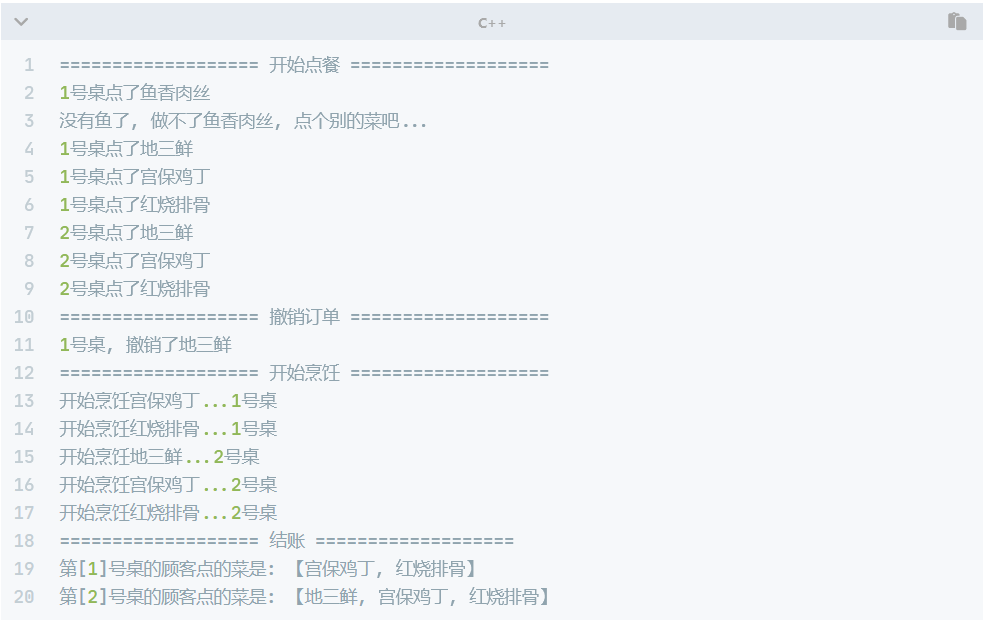 C++
1 =================== 开始点餐 ===================
2 1号桌点了鱼香肉丝
3 没有鱼了, 做不了鱼香肉丝, 点个别的菜吧...
4 1号桌点了地三鲜
5 1号桌点了宫保鸡丁
6 1号桌点了红烧排骨
7 2号桌点了地三鲜
8 2号桌点了宫保鸡丁
9 2号桌点了红烧排骨
10 =================== 撤销订单 ===================
11 1号桌, 撤销了地三鲜
12 =================== 开始烹饪 ===================
13 开始烹饪宫保鸡丁...1号桌
14 开始烹饪红烧排骨...1号桌
15 开始烹饪地三鲜...2号桌
16 开始烹饪宫保鸡丁...2号桌
17 开始烹饪红烧排骨...2号桌
18 =================== 结账 ===================
19 第[1]号桌的顾客点的菜是: 【宫保鸡丁, 红烧排骨】
20 第[2]号桌的顾客点的菜是: 【地三鲜, 宫保鸡丁, 红烧排骨】